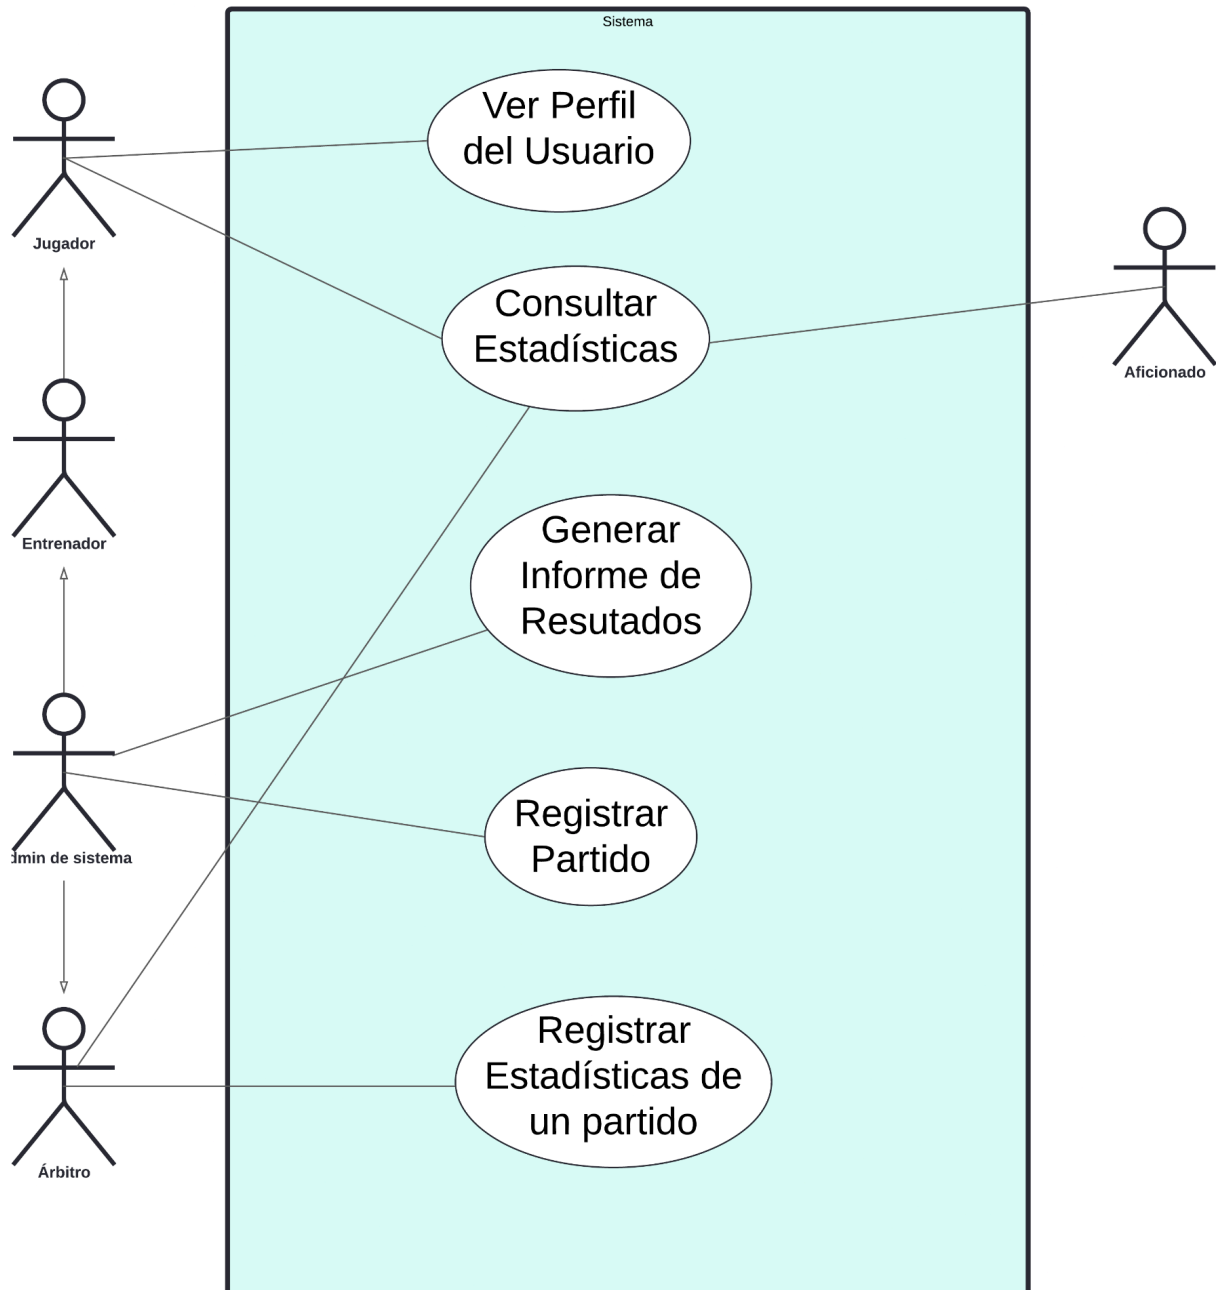 Sistema
Ver Perfil
del Usuario
Jugador
Consultar
Estadísticas
Aficionado
Generar
Informe de
Resutados
Entrenador
Registrar
Partido
dmin de sistema
Registrar
Estadísticas de
un partido
Árbitro